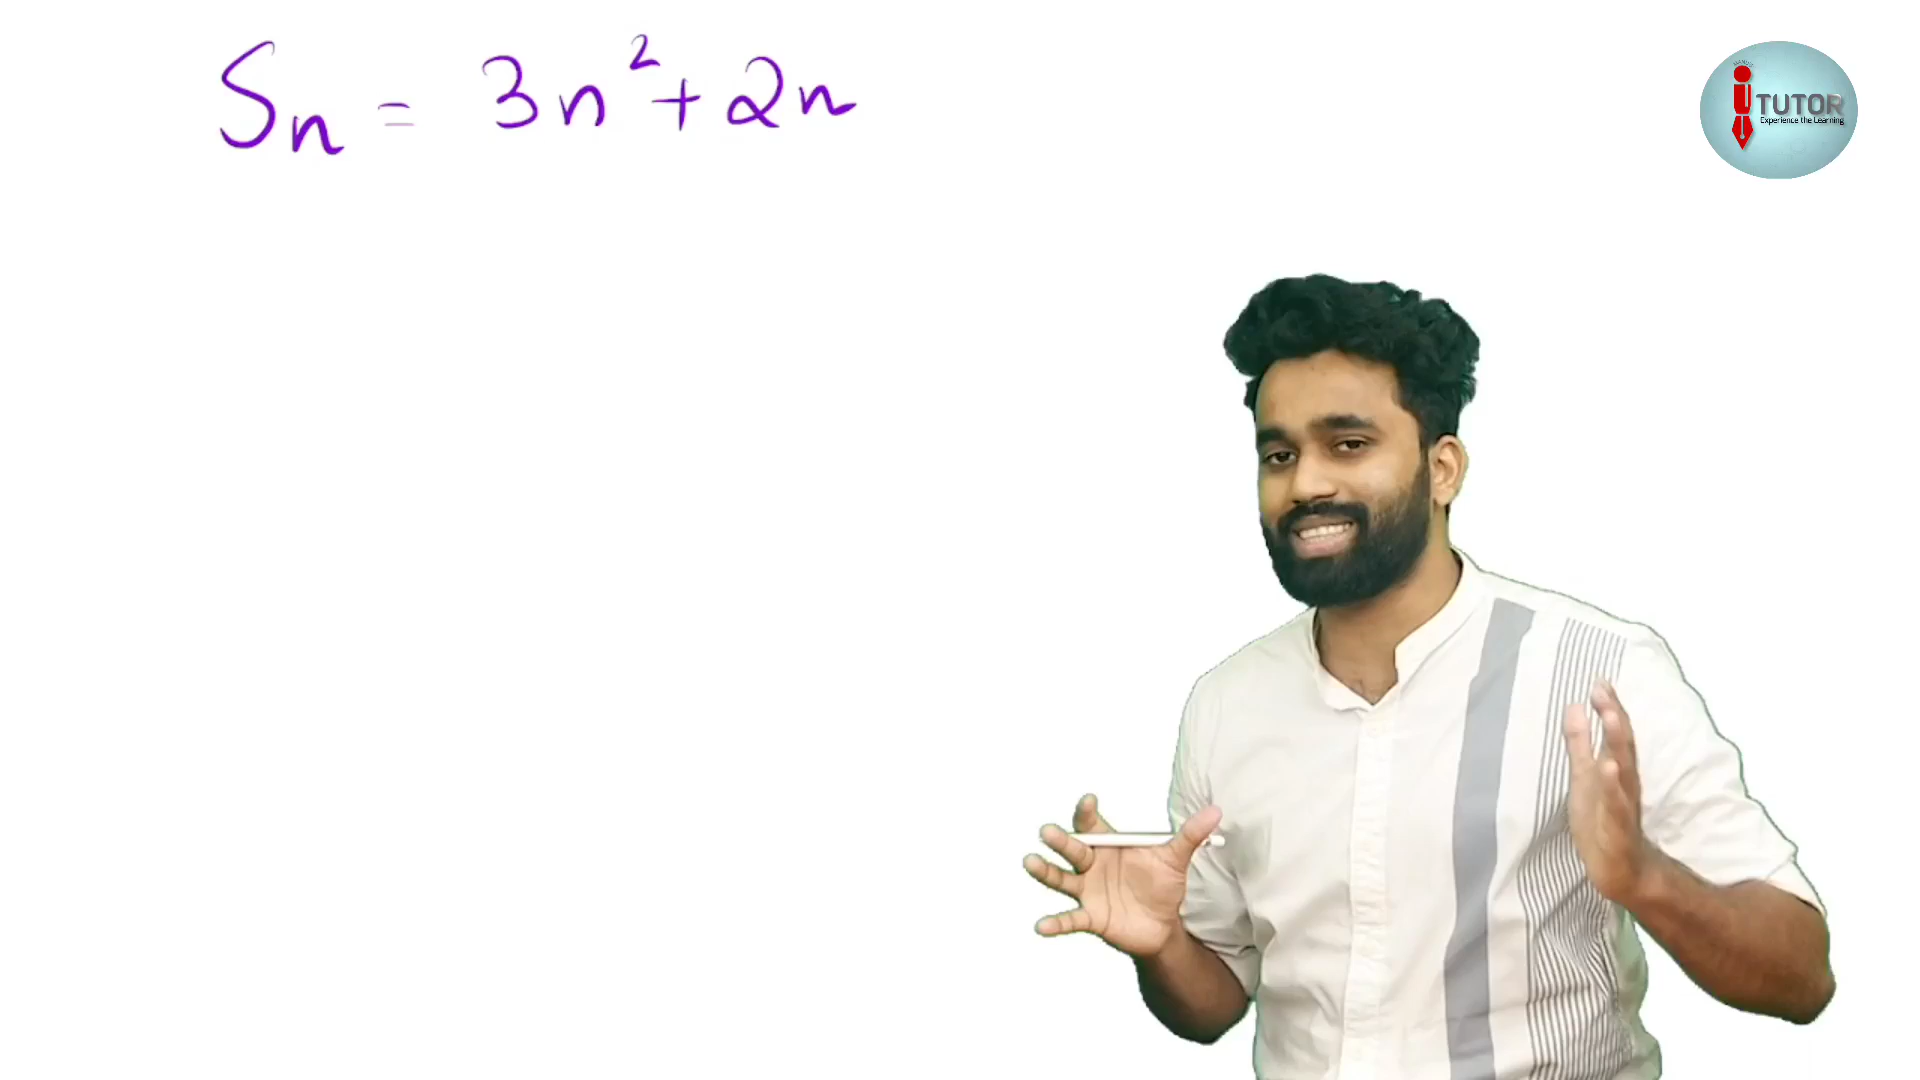 Sn = 3n² + 2n
TUTOR
Experience the Learning